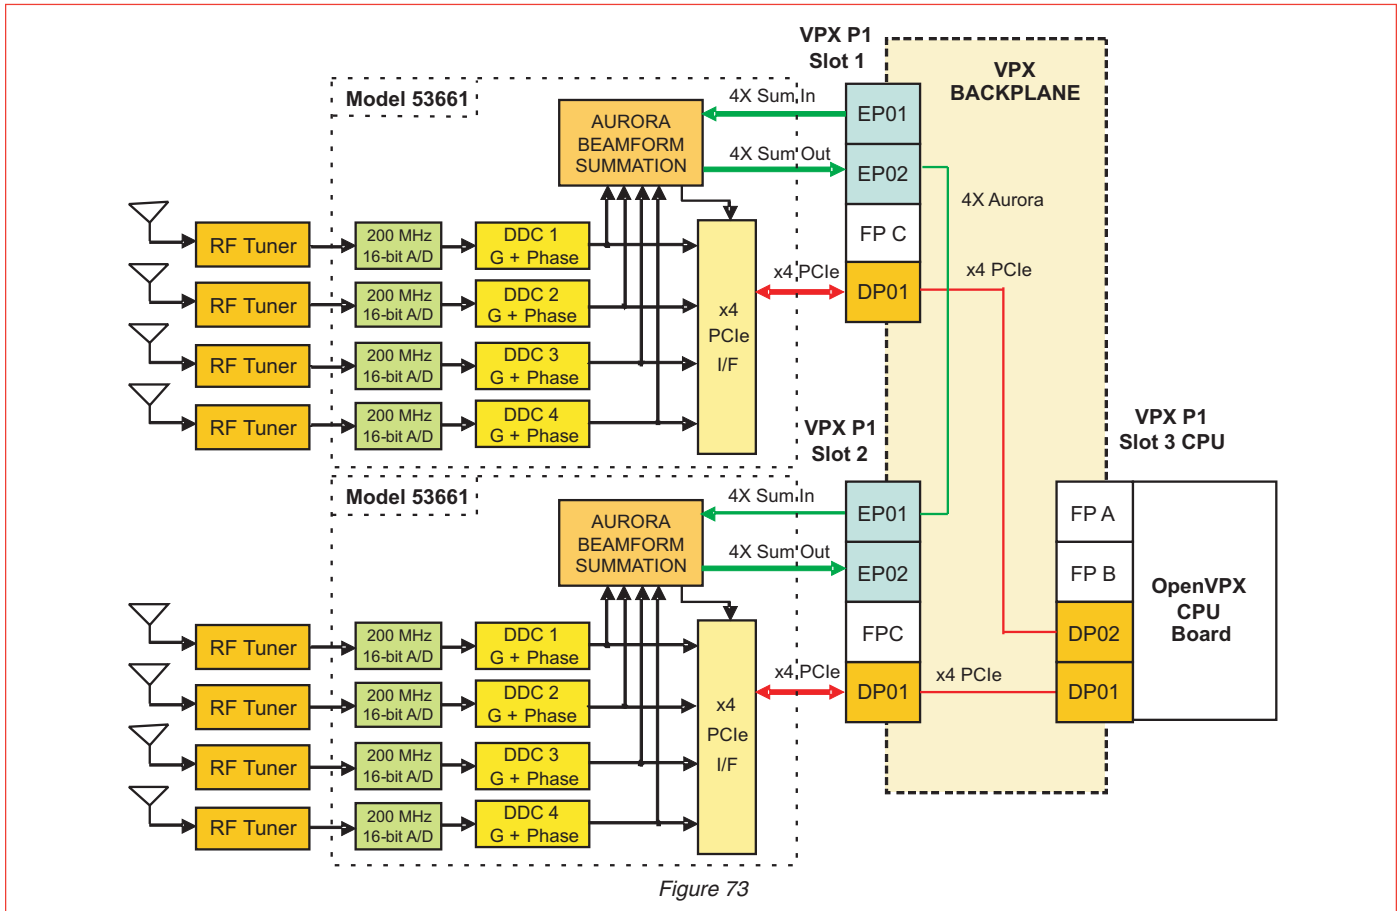 VPX P1
Slot 1
VPX
BACKPLANE
Model 53661
AURORA
BEAMFORM
SUMMATION
4X Sum In
4X Sum Out
EP01
EP02
FP C
DP01
4X Aurora
x4 PCIe
x4 PCIe
RF Tuner
200 MHz
16-bit A/D
DDC 1
G + Phase
RF Tuner
200 MHz
16-bit A/D
DDC 2
G + Phase
RF Tuner
200 MHz
16-bit A/D
DDC 3
G + Phase
RF Tuner
200 MHz
16-bit A/D
DDC 4
G + Phase
x4
PCIe
I/F
VPX P1
Slot 2
VPX P1
Slot 3 CPU
Model 53661
AURORA
BEAMFORM
SUMMATION
4X Sum In
4X Sum Out
EP01
EP02
FPC
DP01
x4 PCIe
x4 PCIe
FP A
FP B
DP02
DP01
OpenVPX
CPU
Board
RF Tuner
200 MHz
16-bit A/D
DDC 1
G + Phase
RF Tuner
200 MHz
16-bit A/D
DDC 2
G + Phase
RF Tuner
200 MHz
16-bit A/D
DDC 3
G + Phase
RF Tuner
200 MHz
16-bit A/D
DDC 4
G + Phase
x4
PCIe
I/F
Figure 73